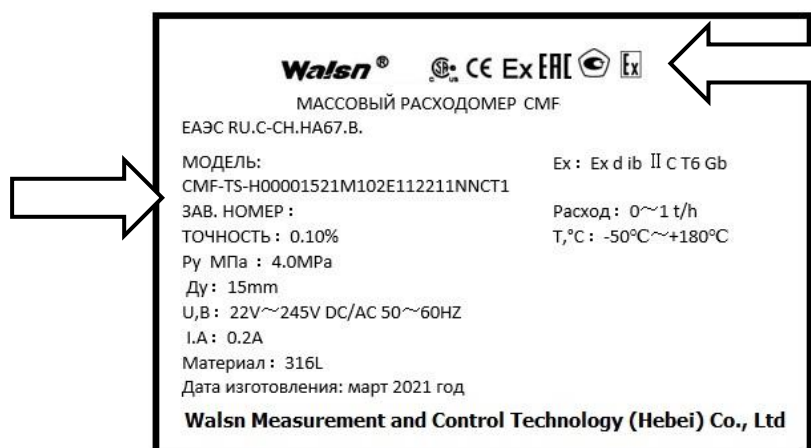 Walsn® CE Ex EAC Ex
МАССОВЫЙ РАСХОДОМЕР CMF
ЕАЭС RU.C-CH.HA67.B.
МОДЕЛЬ:
Ex: Ex d ib II C T6 Gb
CMF-TS-H00001521M102E112211NNCT1
ЗАВ. НОМЕР :
Расход: 0~1 t/h
ТОЧНОСТЬ: 0.10%
T,°C: -50℃~+180℃
Ру МПа : 4.0MPa
Ду: 15mm
U,В: 22V~245V DC/AC 50~60HZ
I.A: 0.2A
Материал: 316L
Дата изготовления: март 2021 год
Walsn Measurement and Control Technology (Hebei) Co., Ltd